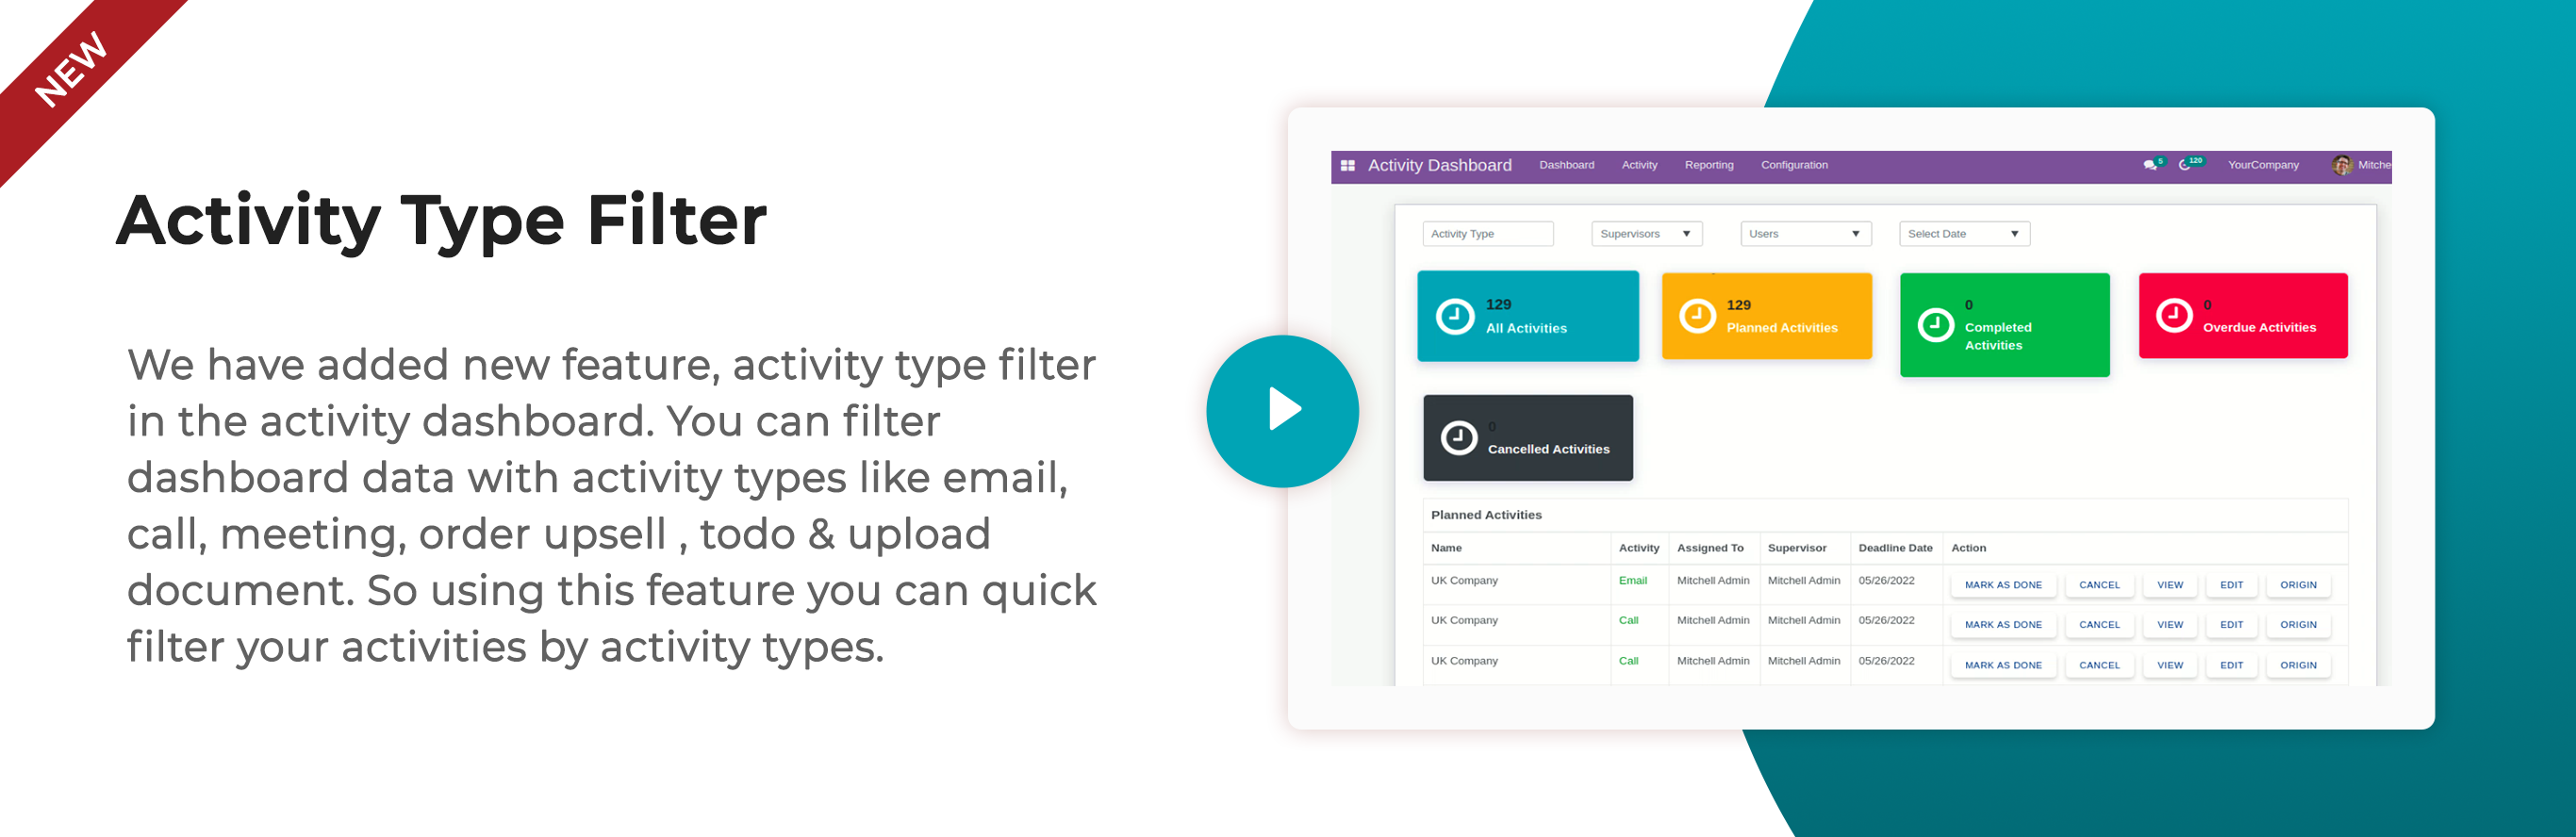 NEW
Activity Type Filter
We have added new feature, activity type filter
in the activity dashboard. You can filter
dashboard data with activity types like email,
call, meeting, order upsell , todo & upload
document. So using this feature you can quick
filter your activities by activity types.
Activity Dashboard Dashboard Activity Reporting Configuration 5 120 YourCompany Mitche
Activity Type Supervisors Users Select Date
129
All Activities
129
Planned Activities
0
Completed
Activities
0
Overdue Activities
0
Cancelled Activities
Planned Activities
Name Activity Assigned To Supervisor Deadline Date Action
UK Company Email Mitchell Admin Mitchell Admin 05/26/2022 MARK AS DONE CANCEL VIEW EDIT ORIGIN
UK Company Call Mitchell Admin Mitchell Admin 05/26/2022 MARK AS DONE CANCEL VIEW EDIT ORIGIN
UK Company Call Mitchell Admin Mitchell Admin 05/26/2022 MARK AS DONE CANCEL VIEW EDIT ORIGIN